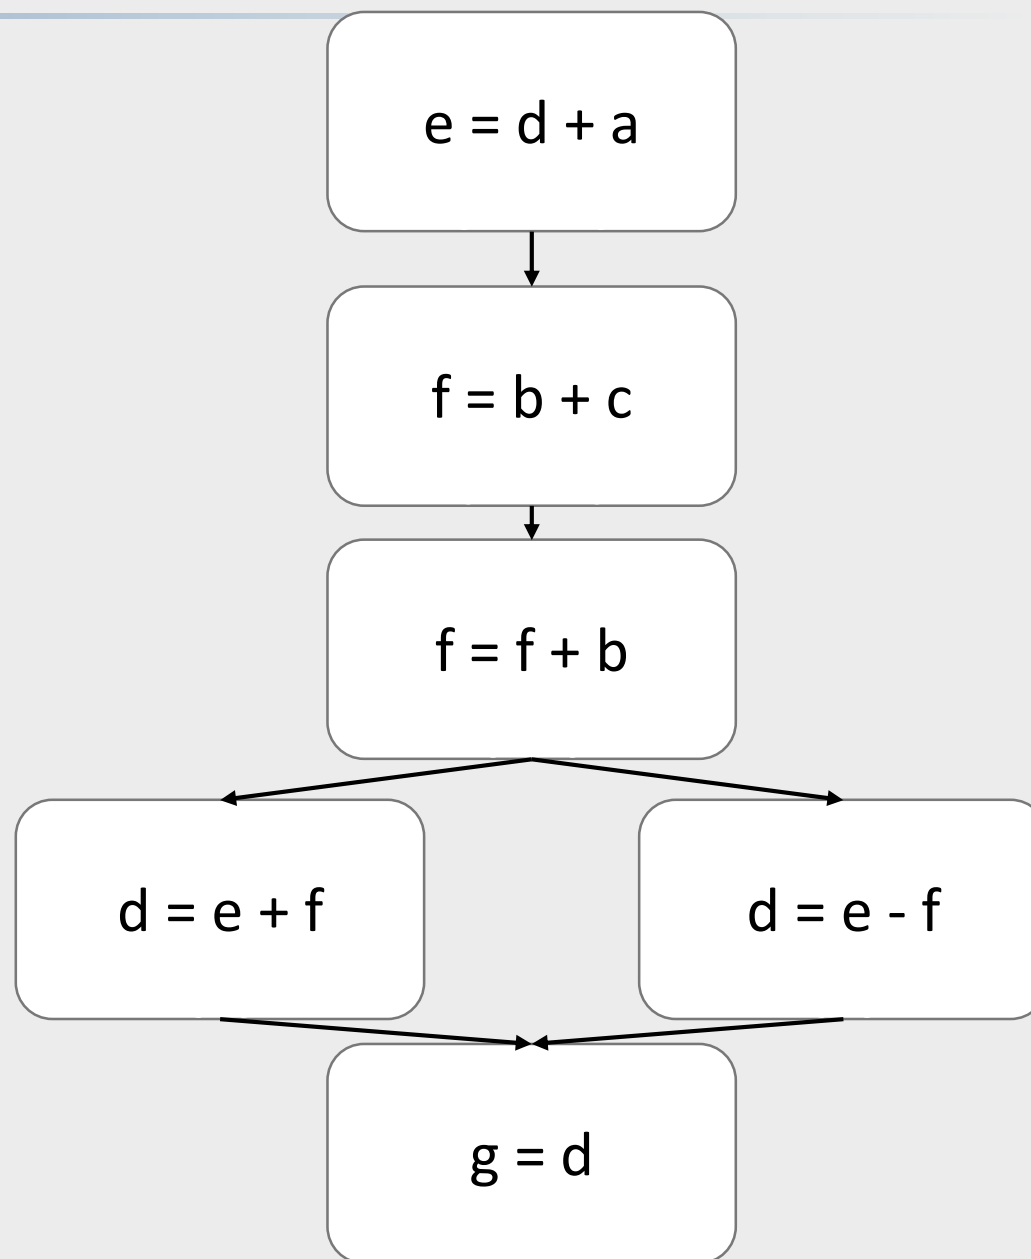 e = d + a
f = b + c
f = f + b
d = e + f
d = e - f
g = d